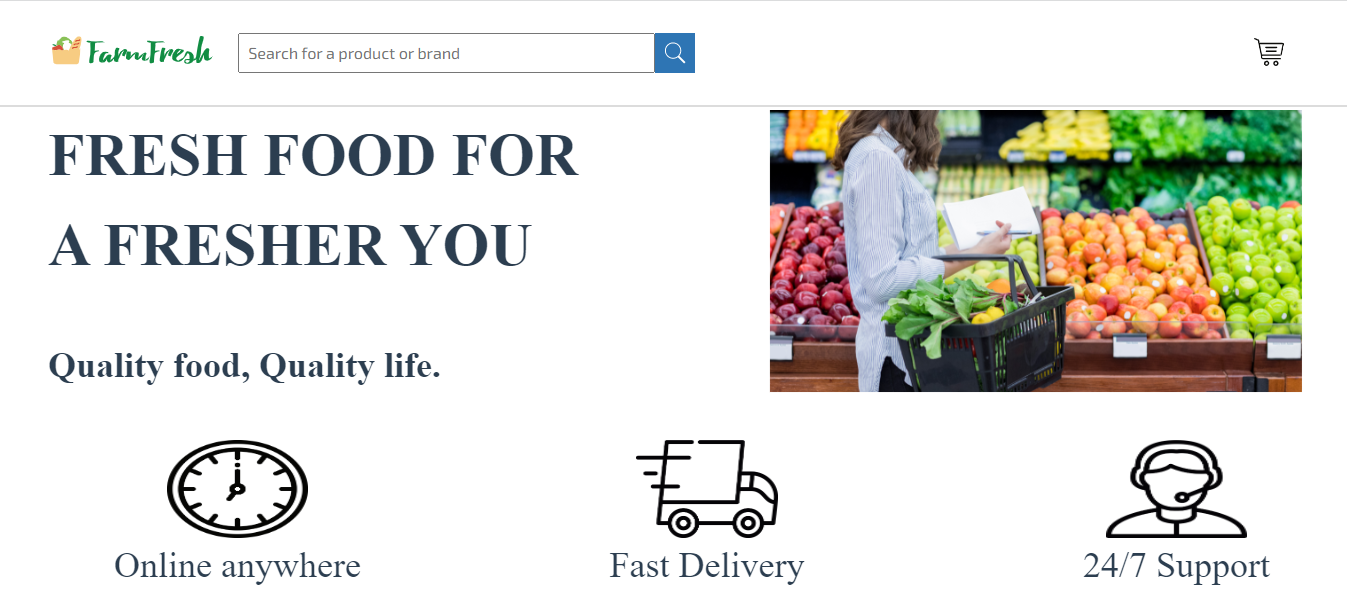 FarmFresh
Search for a product or brand
FRESH FOOD FOR
A FRESHER YOU
Quality food, Quality life.
Online anywhere
Fast Delivery
24/7 Support